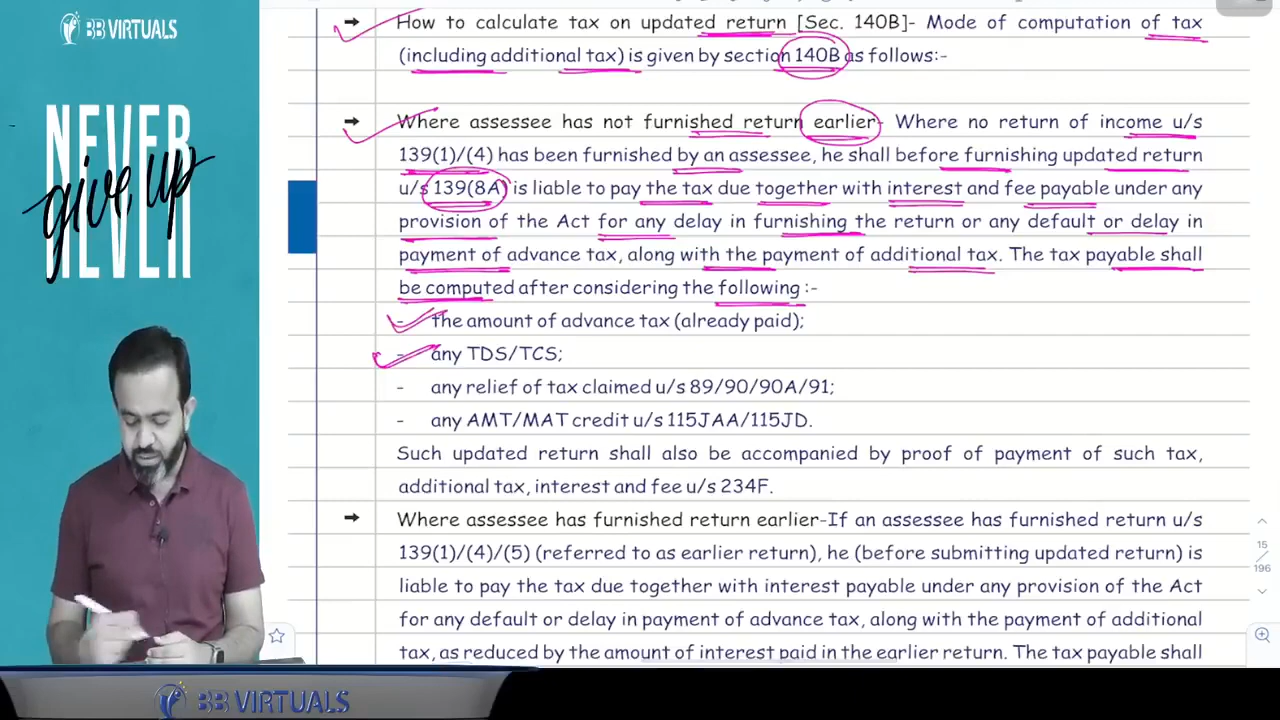 BB VIRTUALS
NEVER
give up
NEVER
How to calculate tax on updated return [Sec. 140B]- Mode of computation of tax
(including additional tax) is given by section 140B as follows:-
Where assessee has not furnished return earlier- Where no return of income u/s
139(1)/(4) has been furnished by an assessee, he shall before furnishing updated return
u/s 139(8A) is liable to pay the tax due together with interest and fee payable under any
provision of the Act for any delay in furnishing the return or any default or delay in
payment of advance tax, along with the payment of additional tax. The tax payable shall
be computed after considering the following :-
- the amount of advance tax (already paid);
- any TDS/TCS;
- any relief of tax claimed u/s 89/90/90A/91;
- any AMT/MAT credit u/s 115JAA/115JD.
Such updated return shall also be accompanied by proof of payment of such tax,
additional tax, interest and fee u/s 234F.
Where assessee has furnished return earlier-If an assessee has furnished return u/s
139(1)/(4)/(5) (referred to as earlier return), he (before submitting updated return) is
liable to pay the tax due together with interest payable under any provision of the Act
for any default or delay in payment of advance tax, along with the payment of additional
tax, as reduced by the amount of interest paid in the earlier return. The tax payable shall
15
/
196
BB VIRTUALS